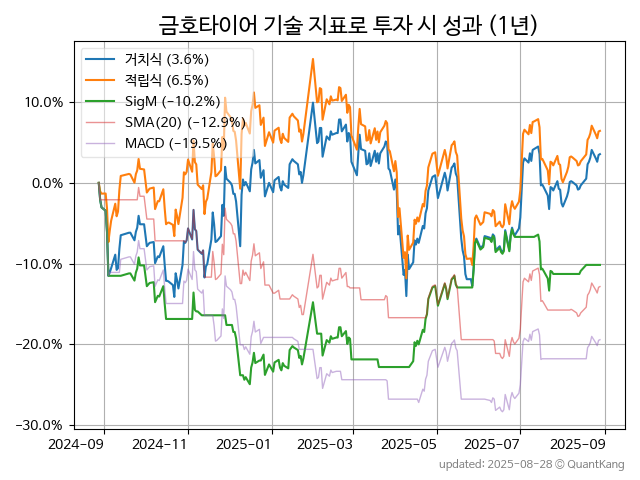 금호타이어 기술 지표로 투자 시 성과 (1년)
거치식 (3.6%)
적립식 (6.5%)
SigM (−10.2%)
SMA(20) (−12.9%)
MACD (−19.5%)
10.0%
0.0%
−10.0%
−20.0%
−30.0%
2024-09 2024-11 2025-01 2025-03 2025-05 2025-07 2025-09
updated: 2025-08-28 © QuantKang